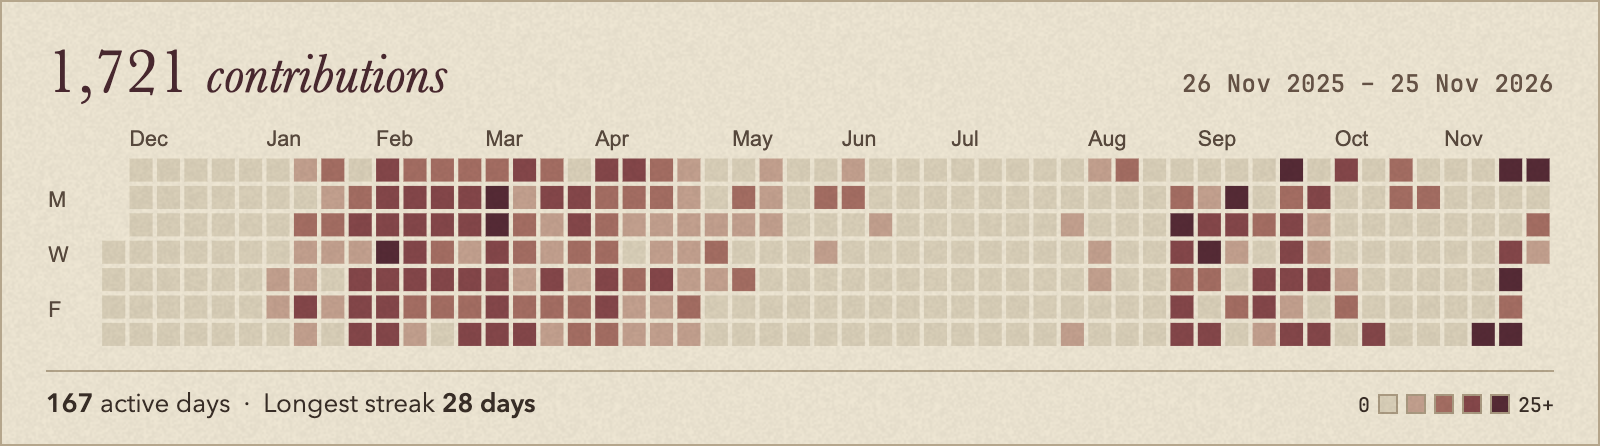 1,721 contributions
26 Nov 2025 – 25 Nov 2026
Dec Jan Feb Mar Apr May Jun Jul Aug Sep Oct Nov
M
W
F
167 active days · Longest streak 28 days
0 25+